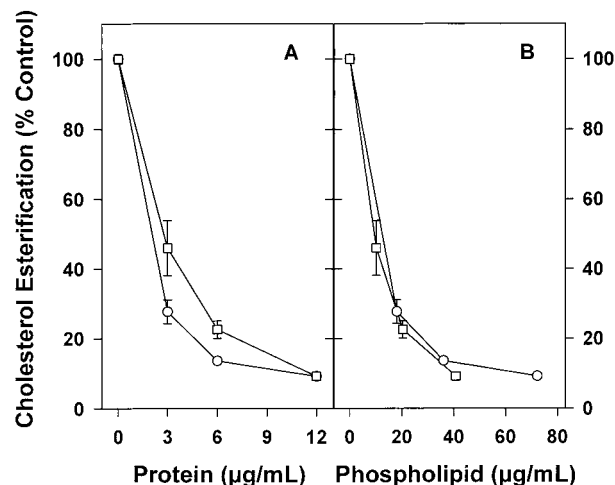 Cholesterol Esterification (% Control)
A
B
100
80
60
40
20
0
100
80
60
40
20
0
0 3 6 9 12
0 20 40 60 80
Protein (µg/mL)
Phospholipid (µg/mL)